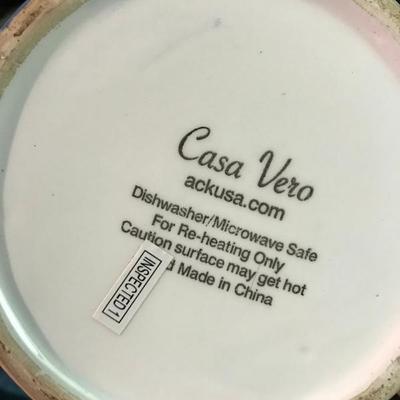 Casa Vero
ackusa.com
Dishwasher/Microwave Safe
For Re-heating Only
Caution surface may get hot
Made in China
INSPECTED 1